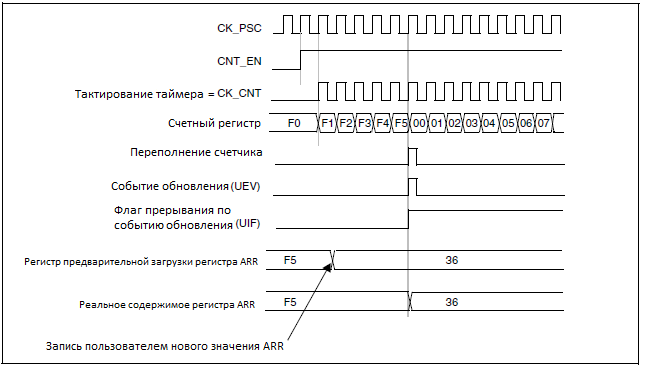 CK_PSC
CNT_EN
Тактирование таймера = CK_CNT
Счетный регистр F0 F1 F2 F3 F4 F5 00 01 02 03 04 05 06 07
Переполнение счетчика
Событие обновления (UEV)
Флаг прерывания по
событию обновления (UIF)
Регистр предварительной загрузки регистра ARR F5 36
Реальное содержимое регистра ARR F5 36
Запись пользователем нового значения ARR